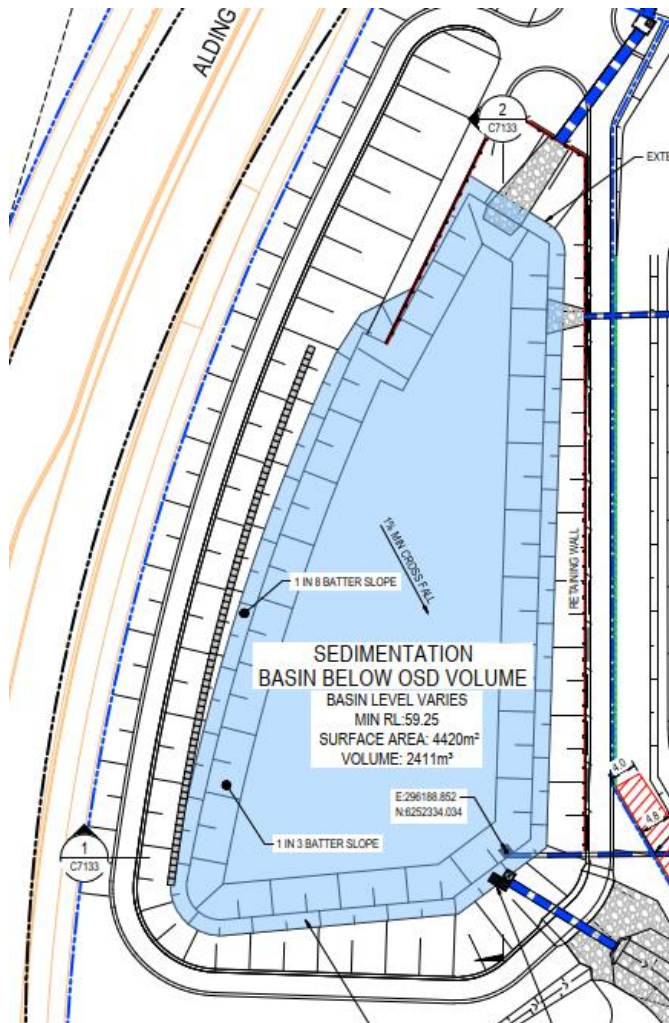 ALDING
2
C7133
EXTE
1% MIN CROSS FALL
RETAINING WALL
1 IN 8 BATTER SLOPE
SEDIMENTATION
BASIN BELOW OSD VOLUME
BASIN LEVEL VARIES
MIN RL:59.25
SURFACE AREA: 4420m²
VOLUME: 2411m³
4.0
4.8
E:296188.852
N:6252334.034
1 IN 3 BATTER SLOPE
1
C7133